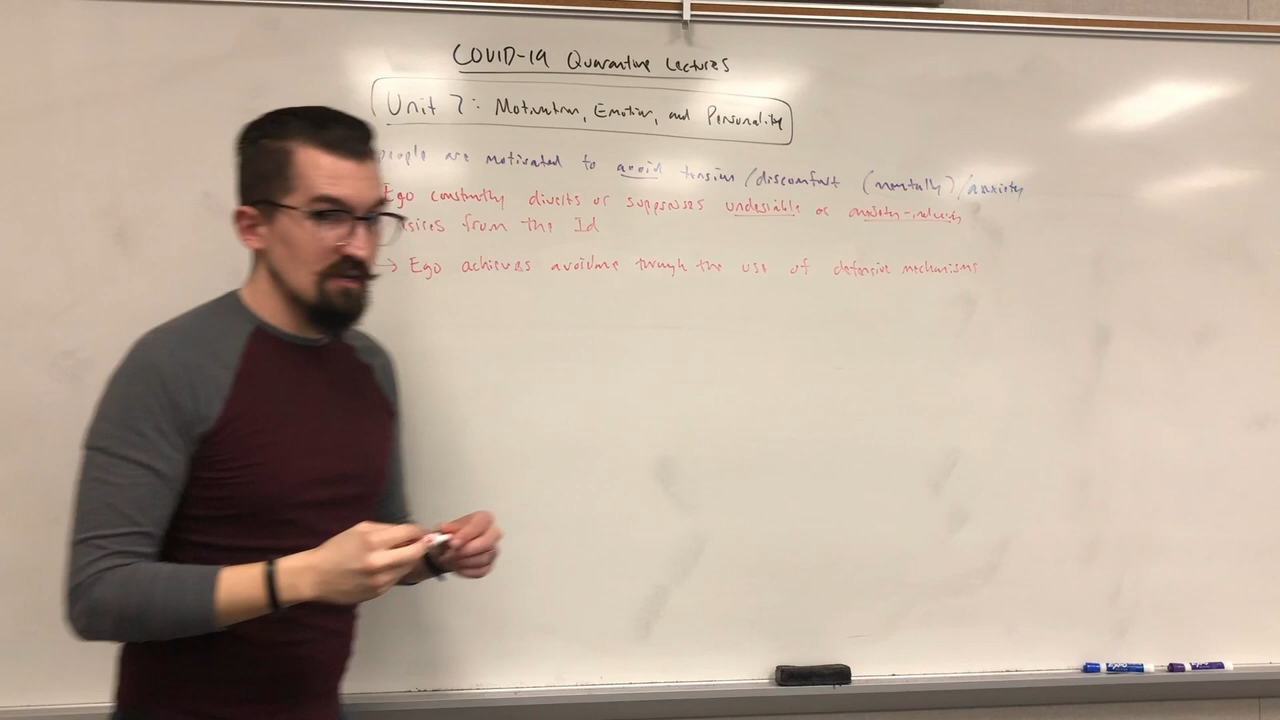 COVID-19 Quarantine Lectures
Unit 7: Motivation, Emotion, and Personality
people are motivated to avoid tension/discomfort (mentally)/anxiety
Ego constantly diverts or suppresses undesirable or anxiety-inducing
sires from the Id
→ Ego achieves avoidance through the use of defensive mechanisms